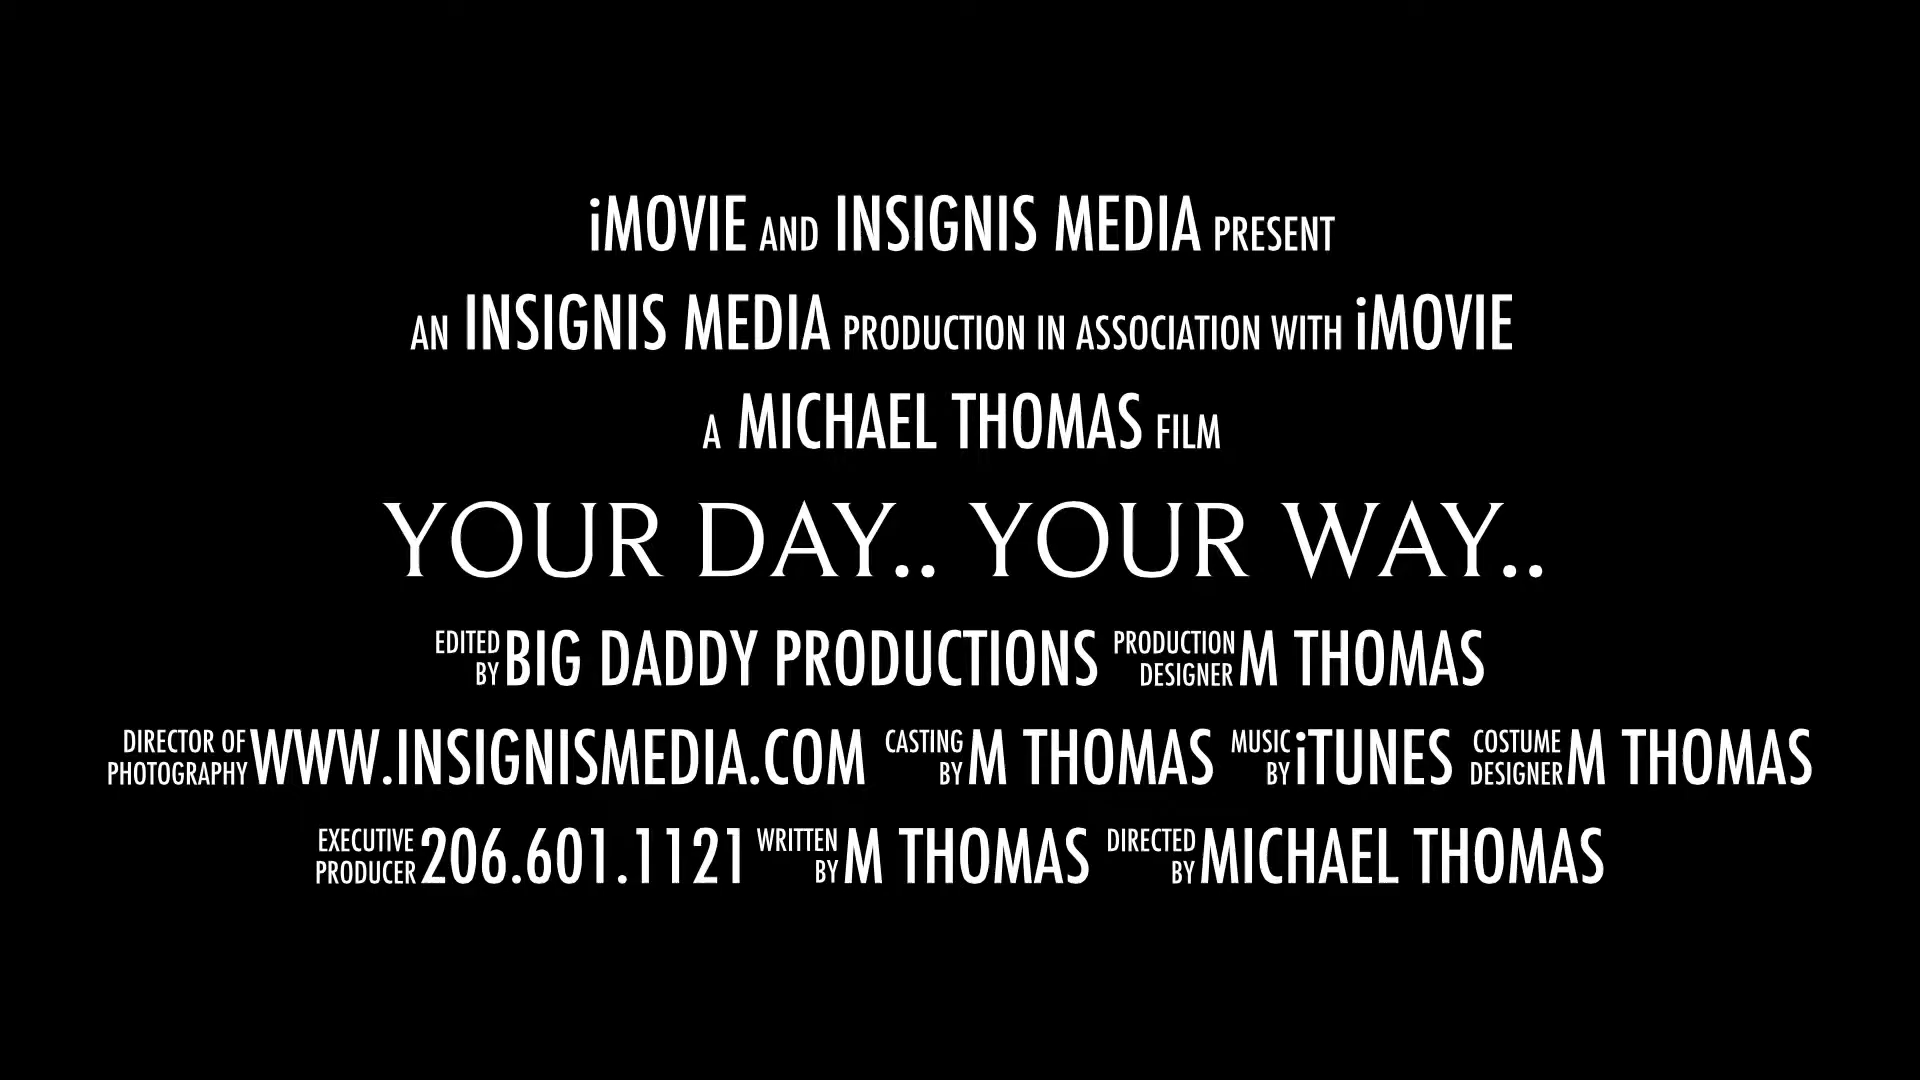 iMOVIE AND INSIGNIS MEDIA PRESENT
AN INSIGNIS MEDIA PRODUCTION IN ASSOCIATION WITH iMOVIE
A MICHAEL THOMAS FILM
YOUR DAY.. YOUR WAY..
EDITED BY BIG DADDY PRODUCTIONS PRODUCTION DESIGNER M THOMAS
DIRECTOR OF PHOTOGRAPHY WWW.INSIGNISMEDIA.COM CASTING BY M THOMAS MUSIC BY iTUNES COSTUME DESIGNER M THOMAS
EXECUTIVE PRODUCER 206.601.1121 WRITTEN BY M THOMAS DIRECTED BY MICHAEL THOMAS